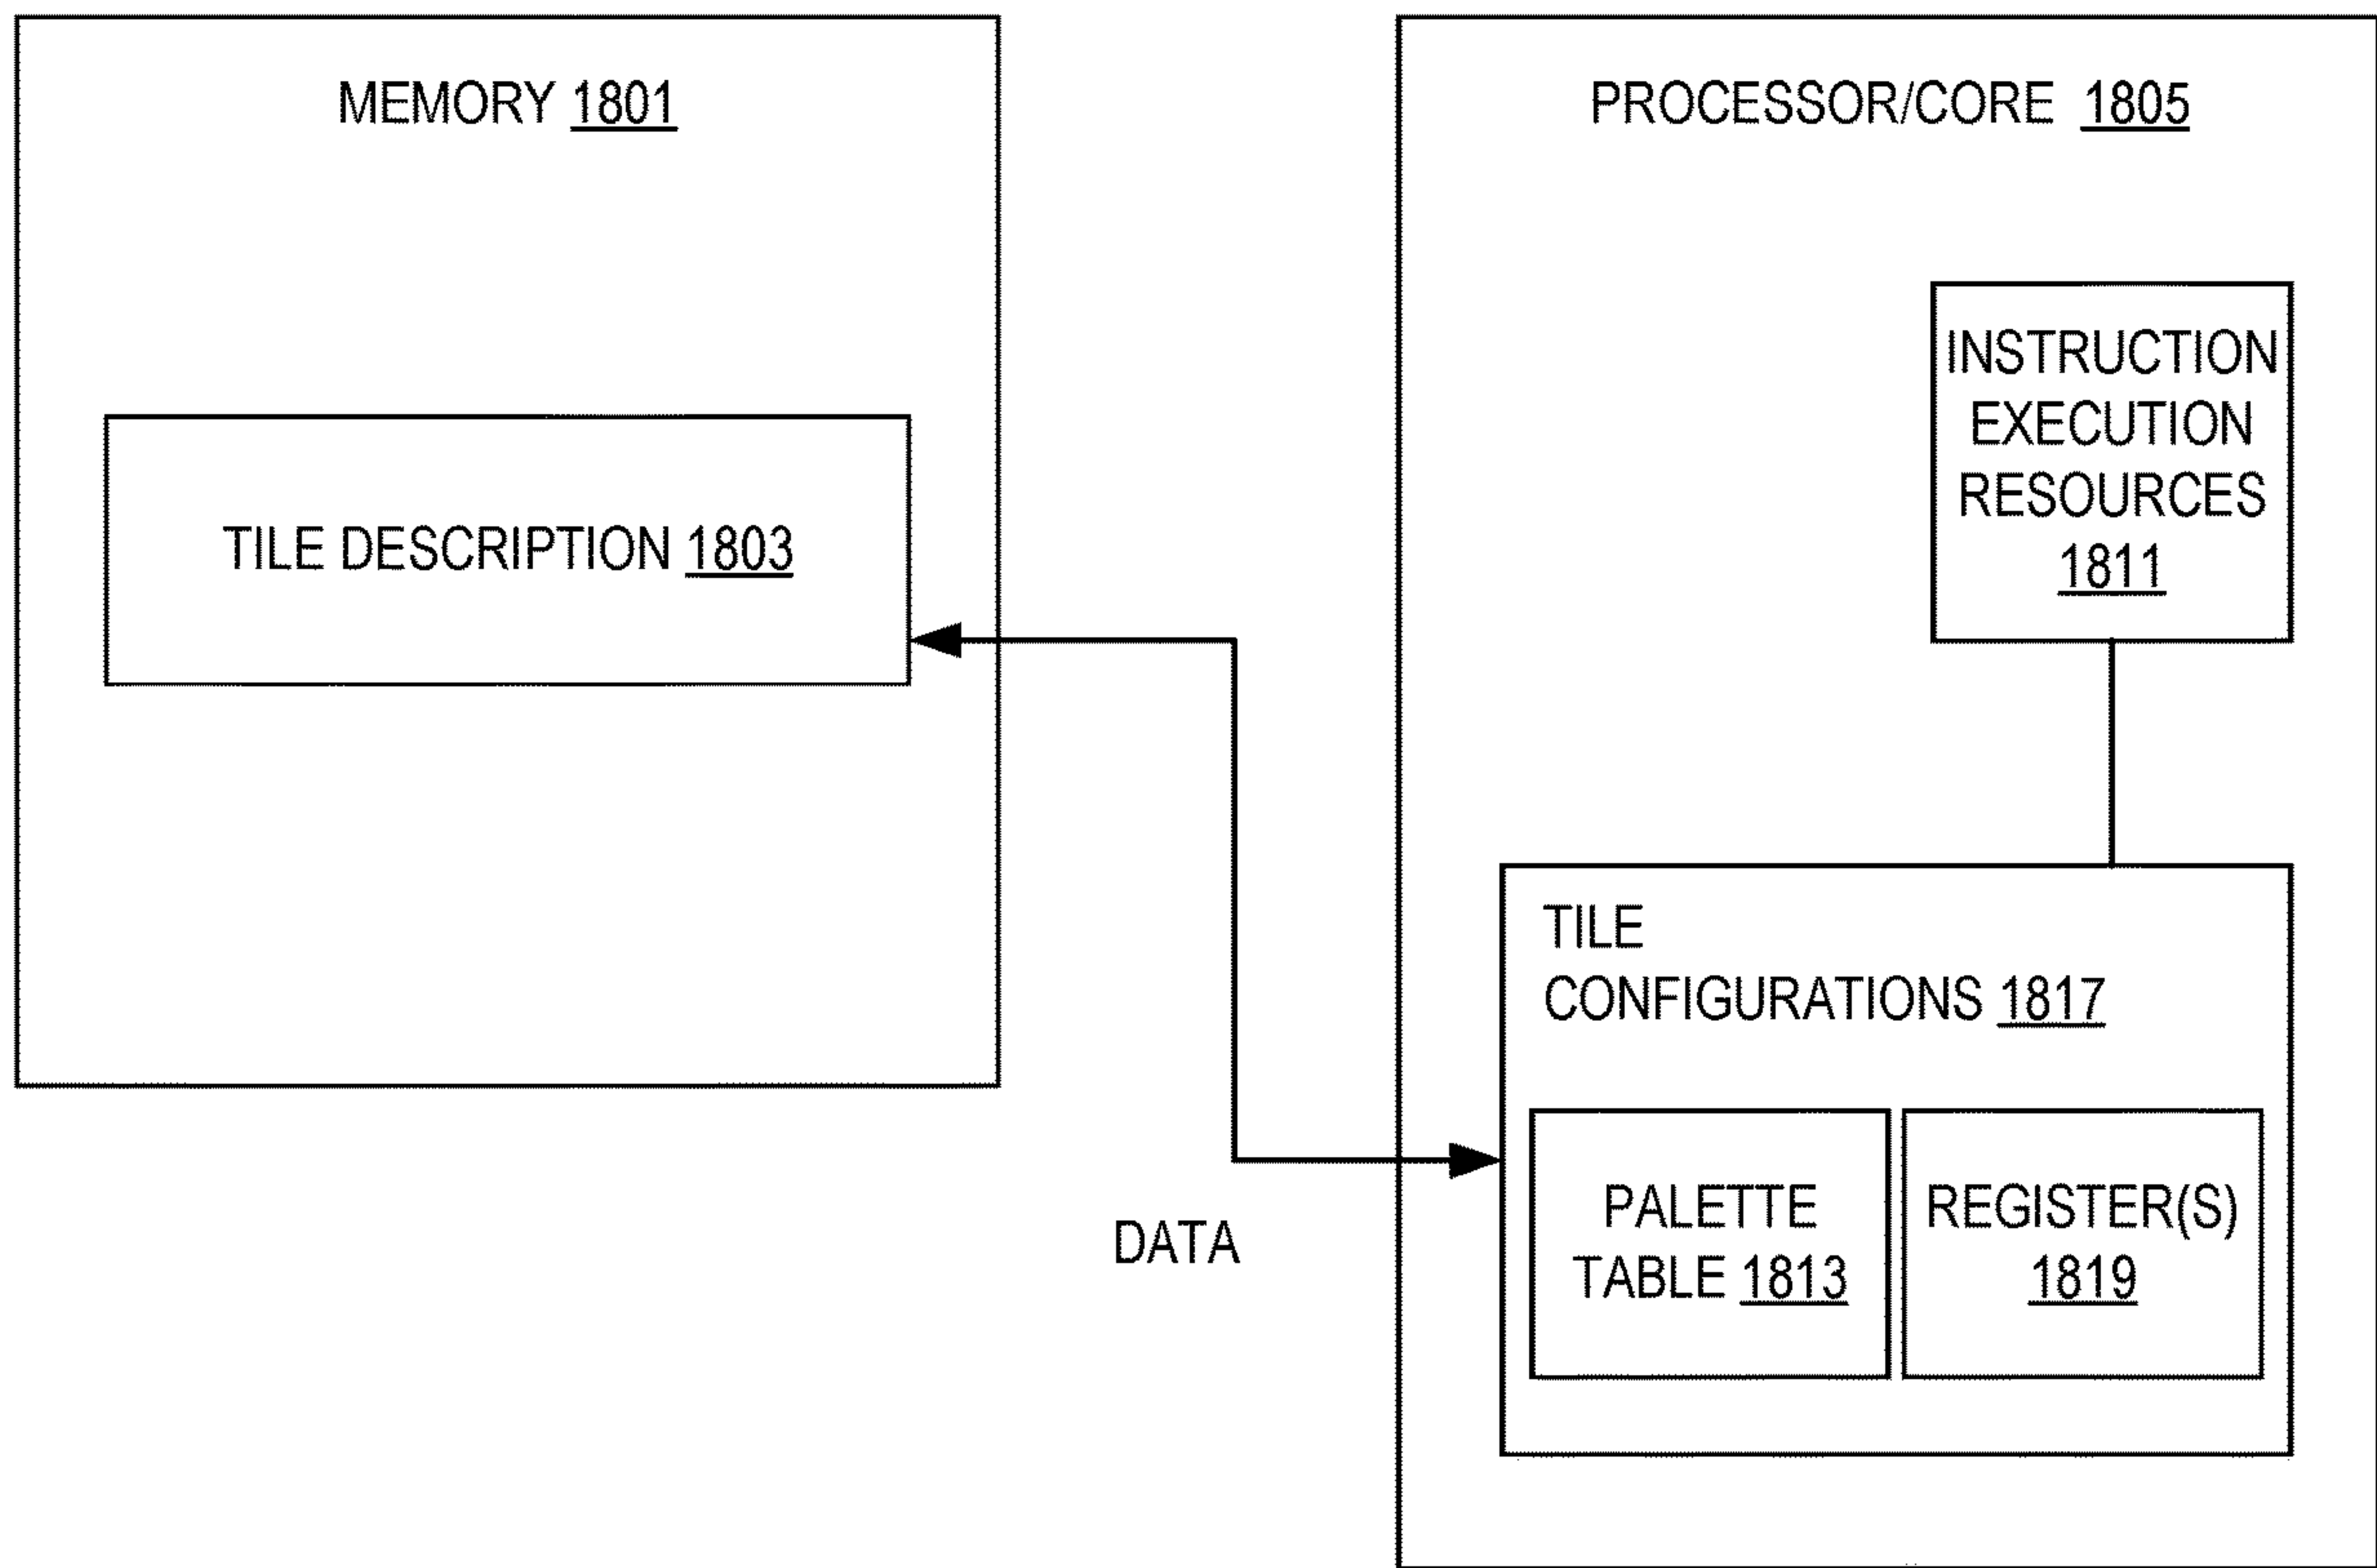 MEMORY 1801
TILE DESCRIPTION 1803
DATA
PROCESSOR/CORE 1805
INSTRUCTION
EXECUTION
RESOURCES
1811
TILE
CONFIGURATIONS 1817
PALETTE
TABLE 1813
REGISTER(S)
1819